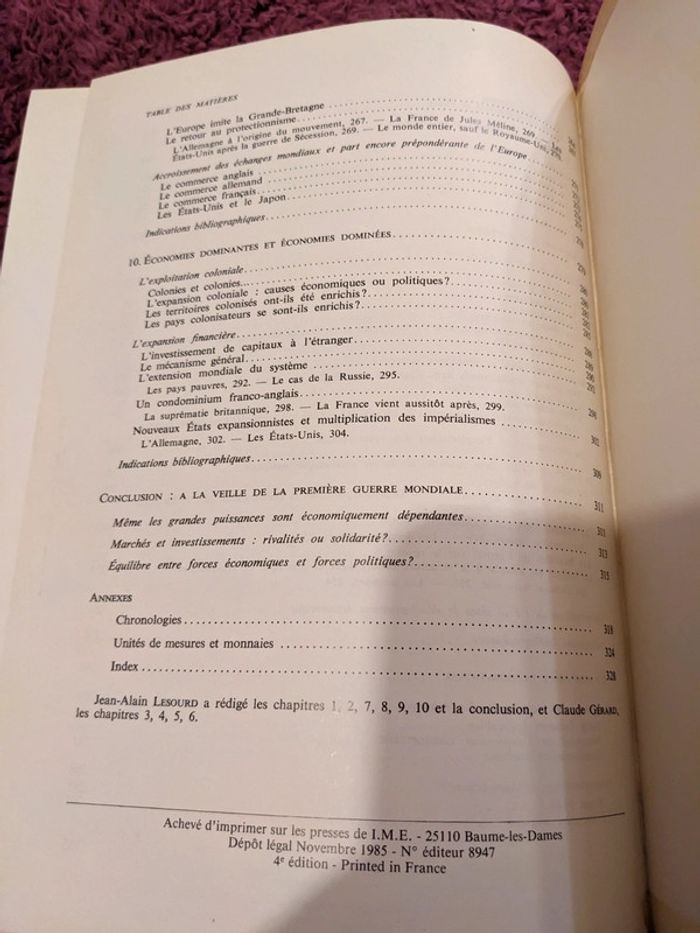 TABLE DES MATIÈRES
L'Europe imite la Grande-Bretagne
Le retour au protectionnisme
L'Allemagne à l'origine du mouvement, 267. — La France de Jules Méline, 269. —
États-Unis après la guerre de Sécession, 269. — Le monde entier, sauf le Royaume-Uni,
Accroissement des échanges mondiaux et part encore prépondérante de l'Europe
Le commerce anglais
Le commerce allemand
Le commerce français
Les États-Unis et le Japon
Indications bibliographiques
10. ÉCONOMIES DOMINANTES ET ÉCONOMIES DOMINÉES
L'exploitation coloniale
Colonies et colonies...
L'expansion coloniale : causes économiques ou politiques?
Les territoires colonisés ont-ils été enrichis?
Les pays colonisateurs se sont-ils enrichis?
L'expansion financière
L'investissement de capitaux à l'étranger
Le mécanisme général
L'extension mondiale du système
Les pays pauvres, 292. — Le cas de la Russie, 295.
Un condominium franco-anglais
La suprématie britannique, 298. — La France vient aussitôt après, 299.
Nouveaux États expansionnistes et multiplication des impérialismes 302
L'Allemagne, 302. — Les États-Unis, 304.
Indications bibliographiques 309
CONCLUSION : A LA VEILLE DE LA PREMIÈRE GUERRE MONDIALE 311
Même les grandes puissances sont économiquement dépendantes 311
Marchés et investissements : rivalités ou solidarité? 313
Équilibre entre forces économiques et forces politiques? 315
ANNEXES
Chronologies 318
Unités de mesures et monnaies 324
Index 328
Jean-Alain LESOURD a rédigé les chapitres 1, 2, 7, 8, 9, 10 et la conclusion, et Claude GÉRARD,
les chapitres 3, 4, 5, 6.
Achevé d'imprimer sur les presses de I.M.E. - 25110 Baume-les-Dames
Dépôt légal Novembre 1985 - N° éditeur 8947
4e édition - Printed in France